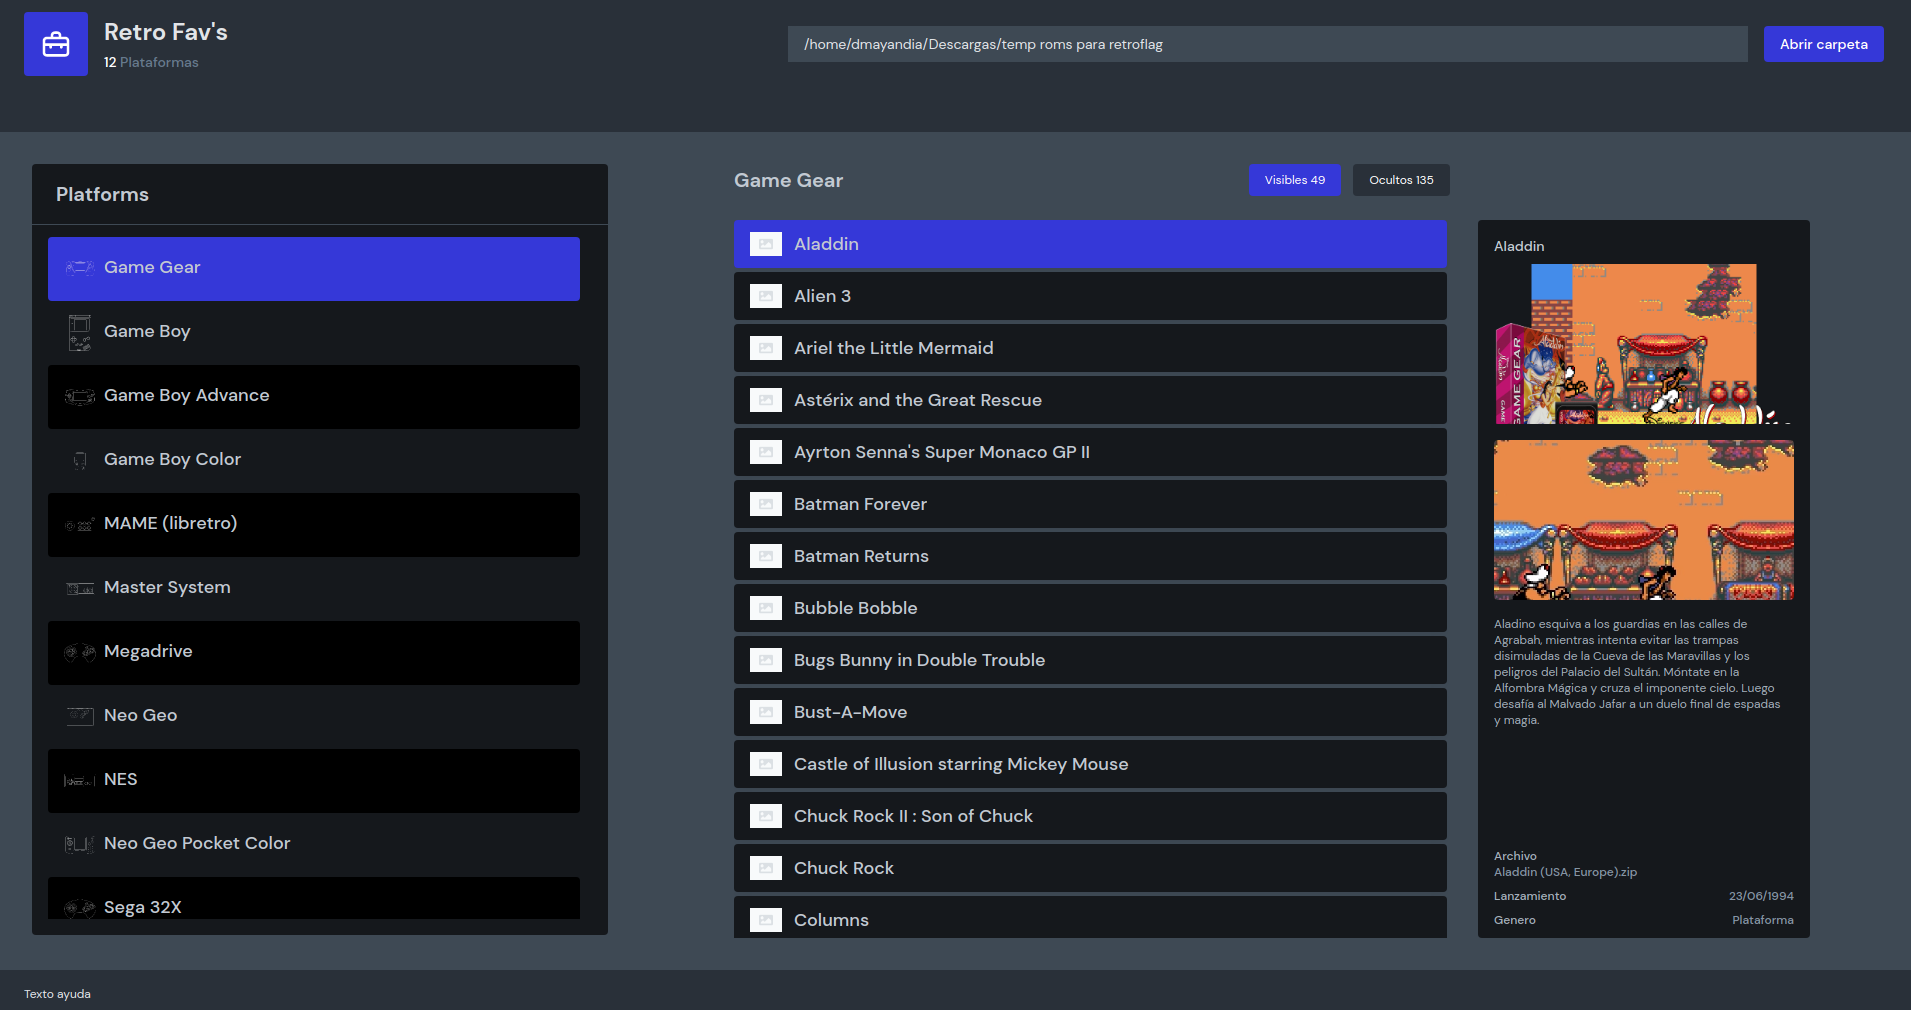 Retro Fav's
12 Plataformas
/home/dmayandia/Descargas/temp roms para retroflag
Abrir carpeta
Platforms
Game Gear
Game Boy
Game Boy Advance
Game Boy Color
MAME (libretro)
Master System
Megadrive
Neo Geo
NES
Neo Geo Pocket Color
Sega 32X
Game Gear
Visibles 49
Ocultos 135
Aladdin
Alien 3
Ariel the Little Mermaid
Astérix and the Great Rescue
Ayrton Senna's Super Monaco GP II
Batman Forever
Batman Returns
Bubble Bobble
Bugs Bunny in Double Trouble
Bust-A-Move
Castle of Illusion starring Mickey Mouse
Chuck Rock II : Son of Chuck
Chuck Rock
Columns
Aladdin
GAME GEAR
Aladdin
Aladino esquiva a los guardias en las calles de
Agrabah, mientras intenta evitar las trampas
disimuladas de la Cueva de las Maravillas y los
peligros del Palacio del Sultán. Móntate en la
Alfombra Mágica y cruza el imponente cielo. Luego
desafía al Malvado Jafar a un duelo final de espadas
y magia.
Archivo
Aladdin (USA, Europe).zip
Lanzamiento 23/06/1994
Genero Plataforma
Texto ayuda